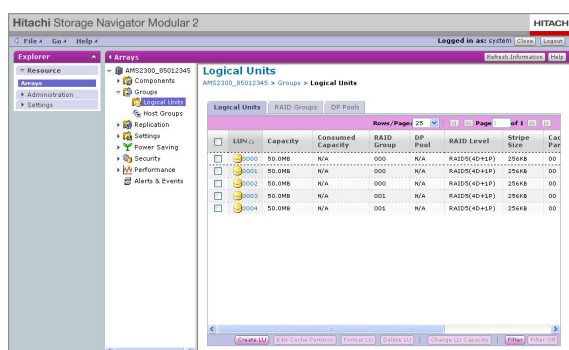 Hitachi Storage Navigator Modular 2
HITACH
File Go Help
Logged in as: system Close Logout
Explorer
Arrays
Refresh Information Help
Resource
Arrays
Administration
Settings
AMS2300_85012345
Components
Groups
Logical Units
Host Groups
Replication
Settings
Power Saving
Security
Performance
Alerts & Events
Logical Units
AMS2300_85012345 > Groups > Logical Units
Logical Units RAID Groups DP Pools
Rows/Page: 25 Page of 1
LUN Capacity Consumed Capacity RAID Group DP Pool RAID Level Stripe Size Cac Par
0000 50.0MB N/A 000 N/A RAID5(4D+1P) 256KB 00
0001 50.0MB N/A 000 N/A RAID5(4D+1P) 256KB 00
0002 50.0MB N/A 000 N/A RAID5(4D+1P) 256KB 00
0003 50.0MB N/A 001 N/A RAID5(4D+1P) 256KB 00
0004 50.0MB N/A 001 N/A RAID5(4D+1P) 256KB 00
Create LU Edit Cache Partition Format LU Delete LU Change LU Capacity Filter Filter Off